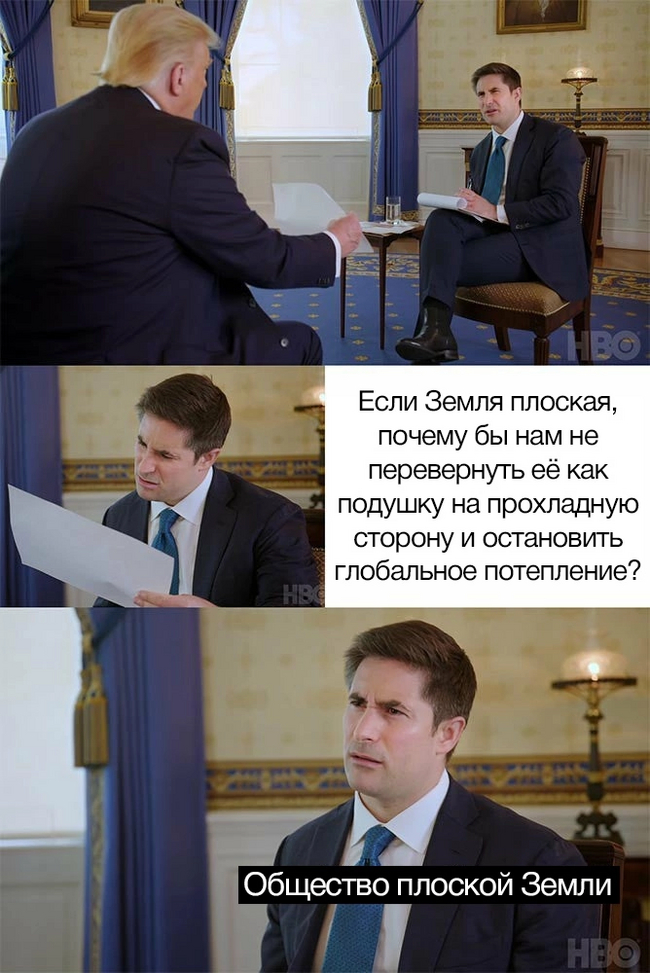 HBO
HBO
Если Земля плоская,
почему бы нам не
перевернуть её как
подушку на прохладную
сторону и остановить
глобальное потепление?
Общество плоской Земли
HBO